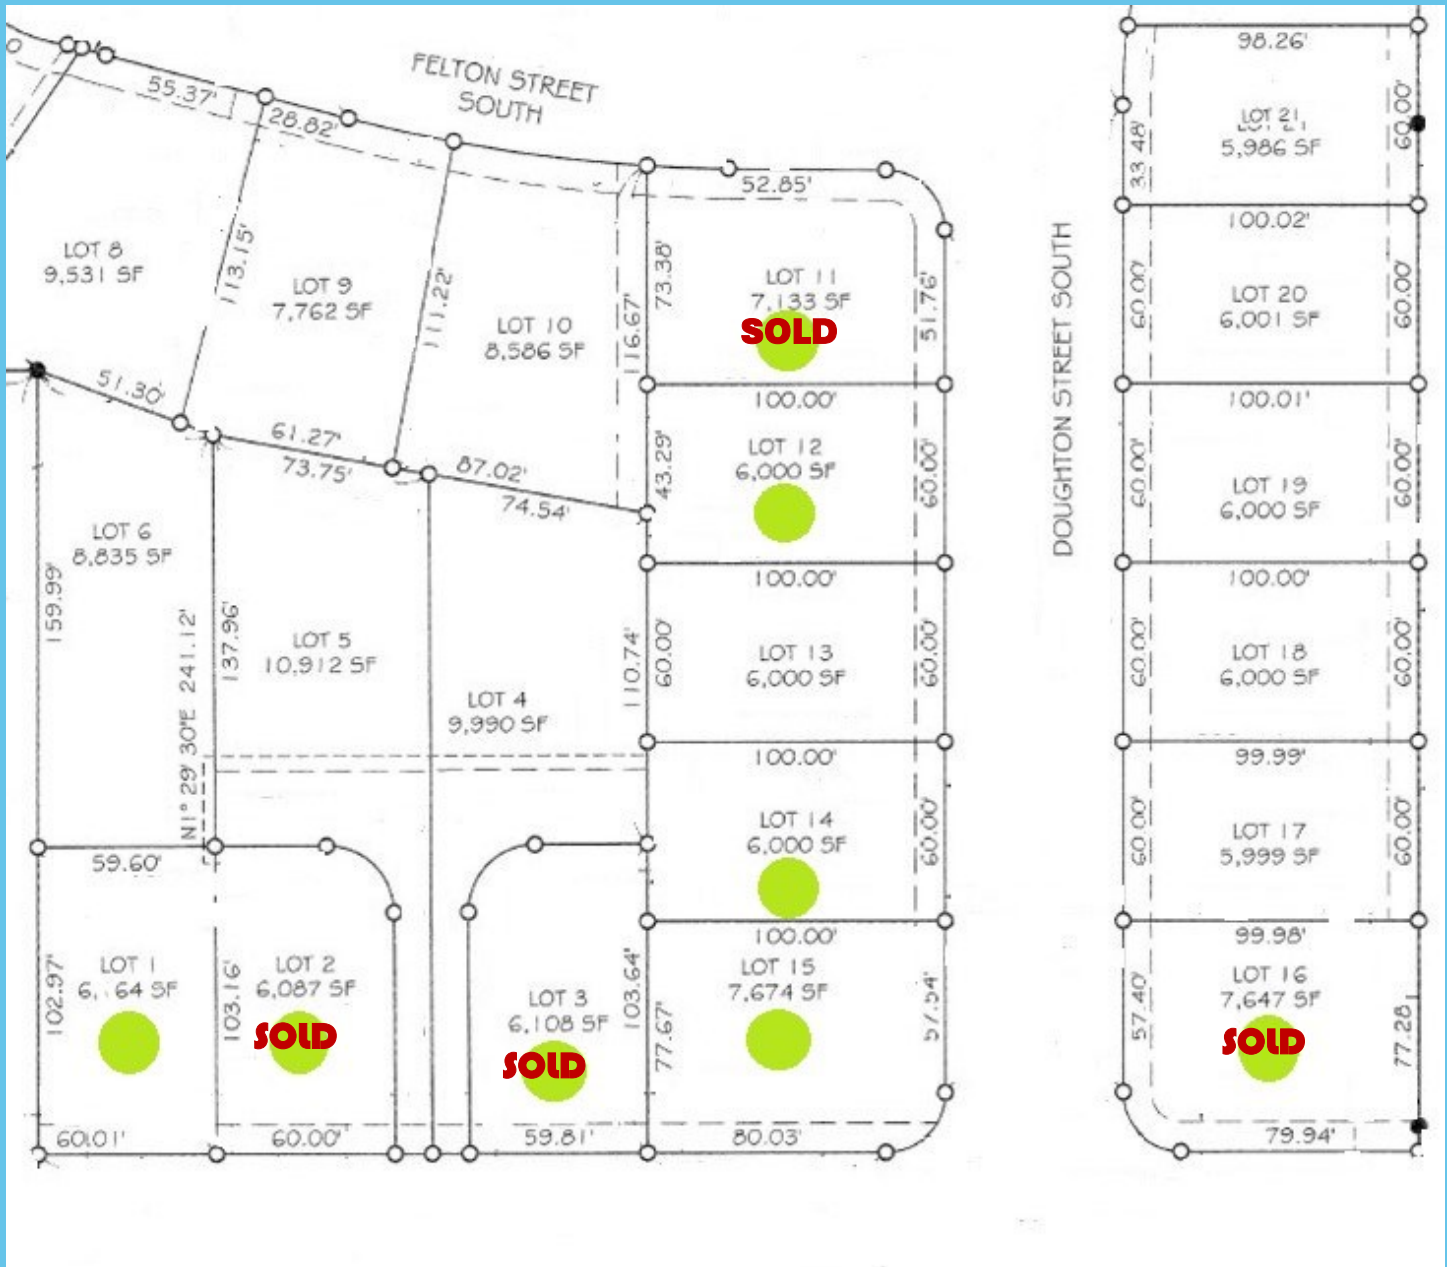 FELTON STREET
SOUTH
55.37'
28.82'
52.85'
LOT 8
9,531 SF
113.15'
LOT 9
7,762 SF
111.22'
LOT 10
8,586 SF
116.67'
73.38'
LOT 11
7,133 SF
SOLD
51.76'
51.30'
61.27'
73.75'
87.02'
74.54'
43.29'
100.00'
LOT 12
6,000 SF
60.00'
LOT 6
8,835 SF
159.99'
N1° 29' 30"E 241.12'
137.96'
LOT 5
10,912 SF
LOT 4
9,990 SF
110.74'
60.00'
100.00'
LOT 13
6,000 SF
60.00'
100.00'
LOT 14
6,000 SF
60.00'
59.60'
102.97'
LOT 1
103.16'
LOT 2
6,087 SF
SOLD
LOT 3
6,108 SF
SOLD
103.64'
77.67'
100.00'
LOT 15
7,674 SF
57.54'
60.01'
60.00'
59.81'
80.03'
DOUGHTON STREET SOUTH
98.26'
33.48'
LOT 21
5,986 SF
60.00'
100.02'
60.00'
LOT 20
6,001 SF
60.00'
100.01'
60.00'
LOT 19
6,000 SF
60.00'
100.00'
60.00'
LOT 18
6,000 SF
60.00'
99.99'
60.00'
LOT 17
5,999 SF
60.00'
99.98'
57.40'
LOT 16
7,647 SF
SOLD
77.28'
79.94'